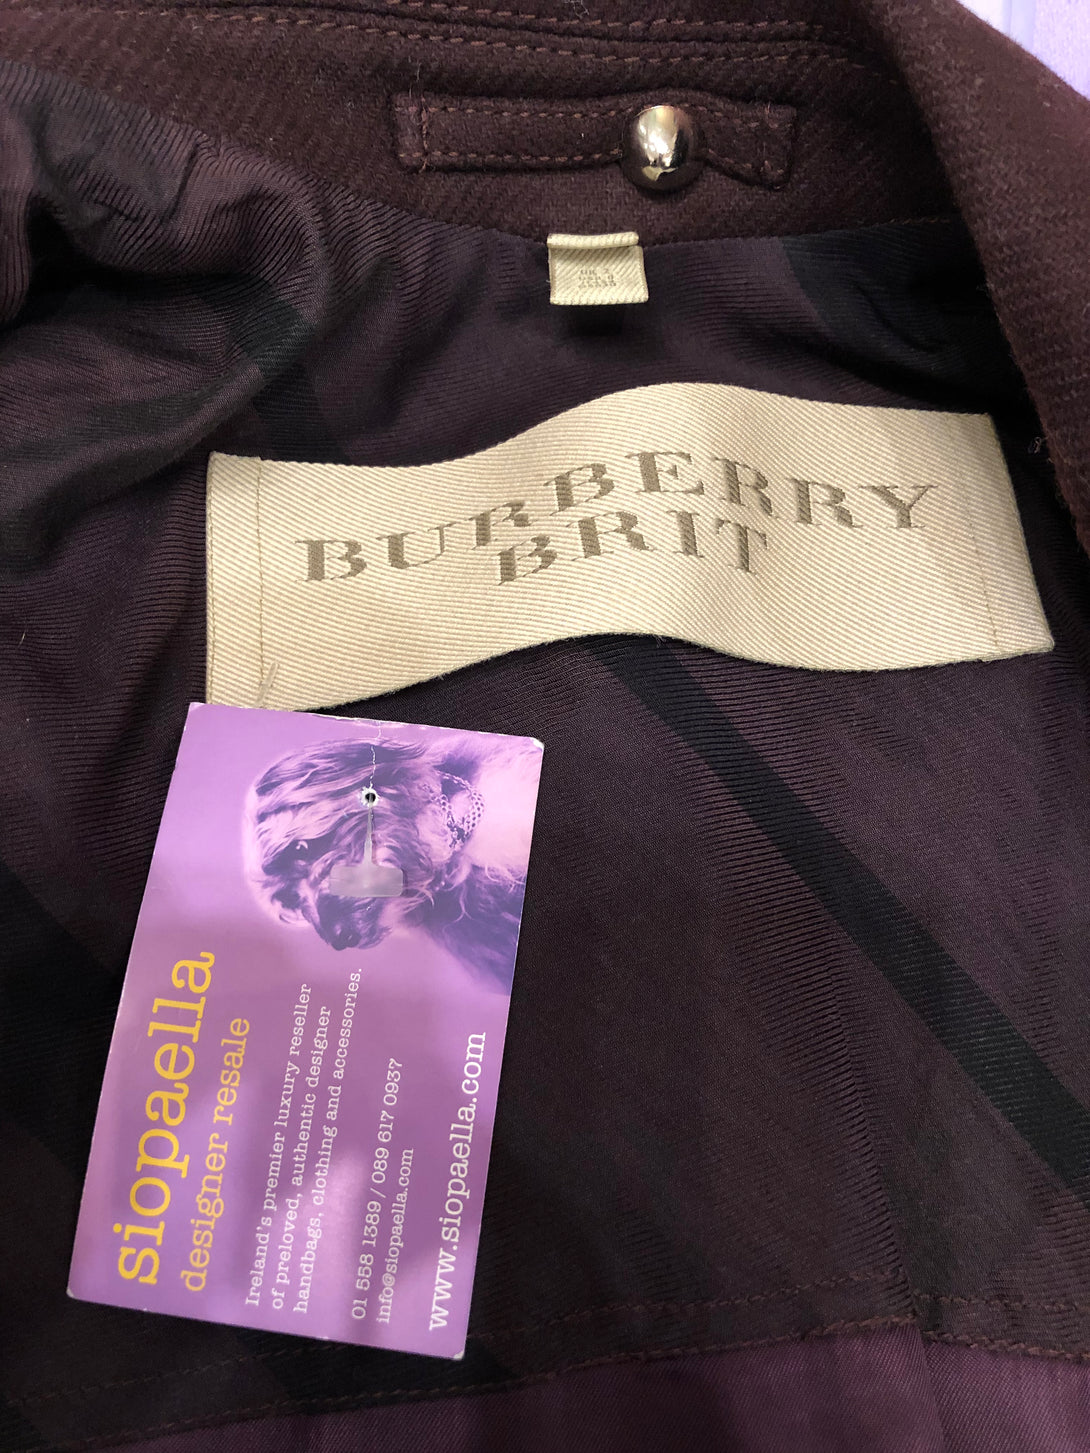 BURBERRY
BRIT
siopaella
designer resale
Ireland's premier luxury reseller
of preloved, authentic designer
handbags, clothing and accessories.
01 558 1389 / 089 617 0937
info@siopaella.com
www.siopaella.com